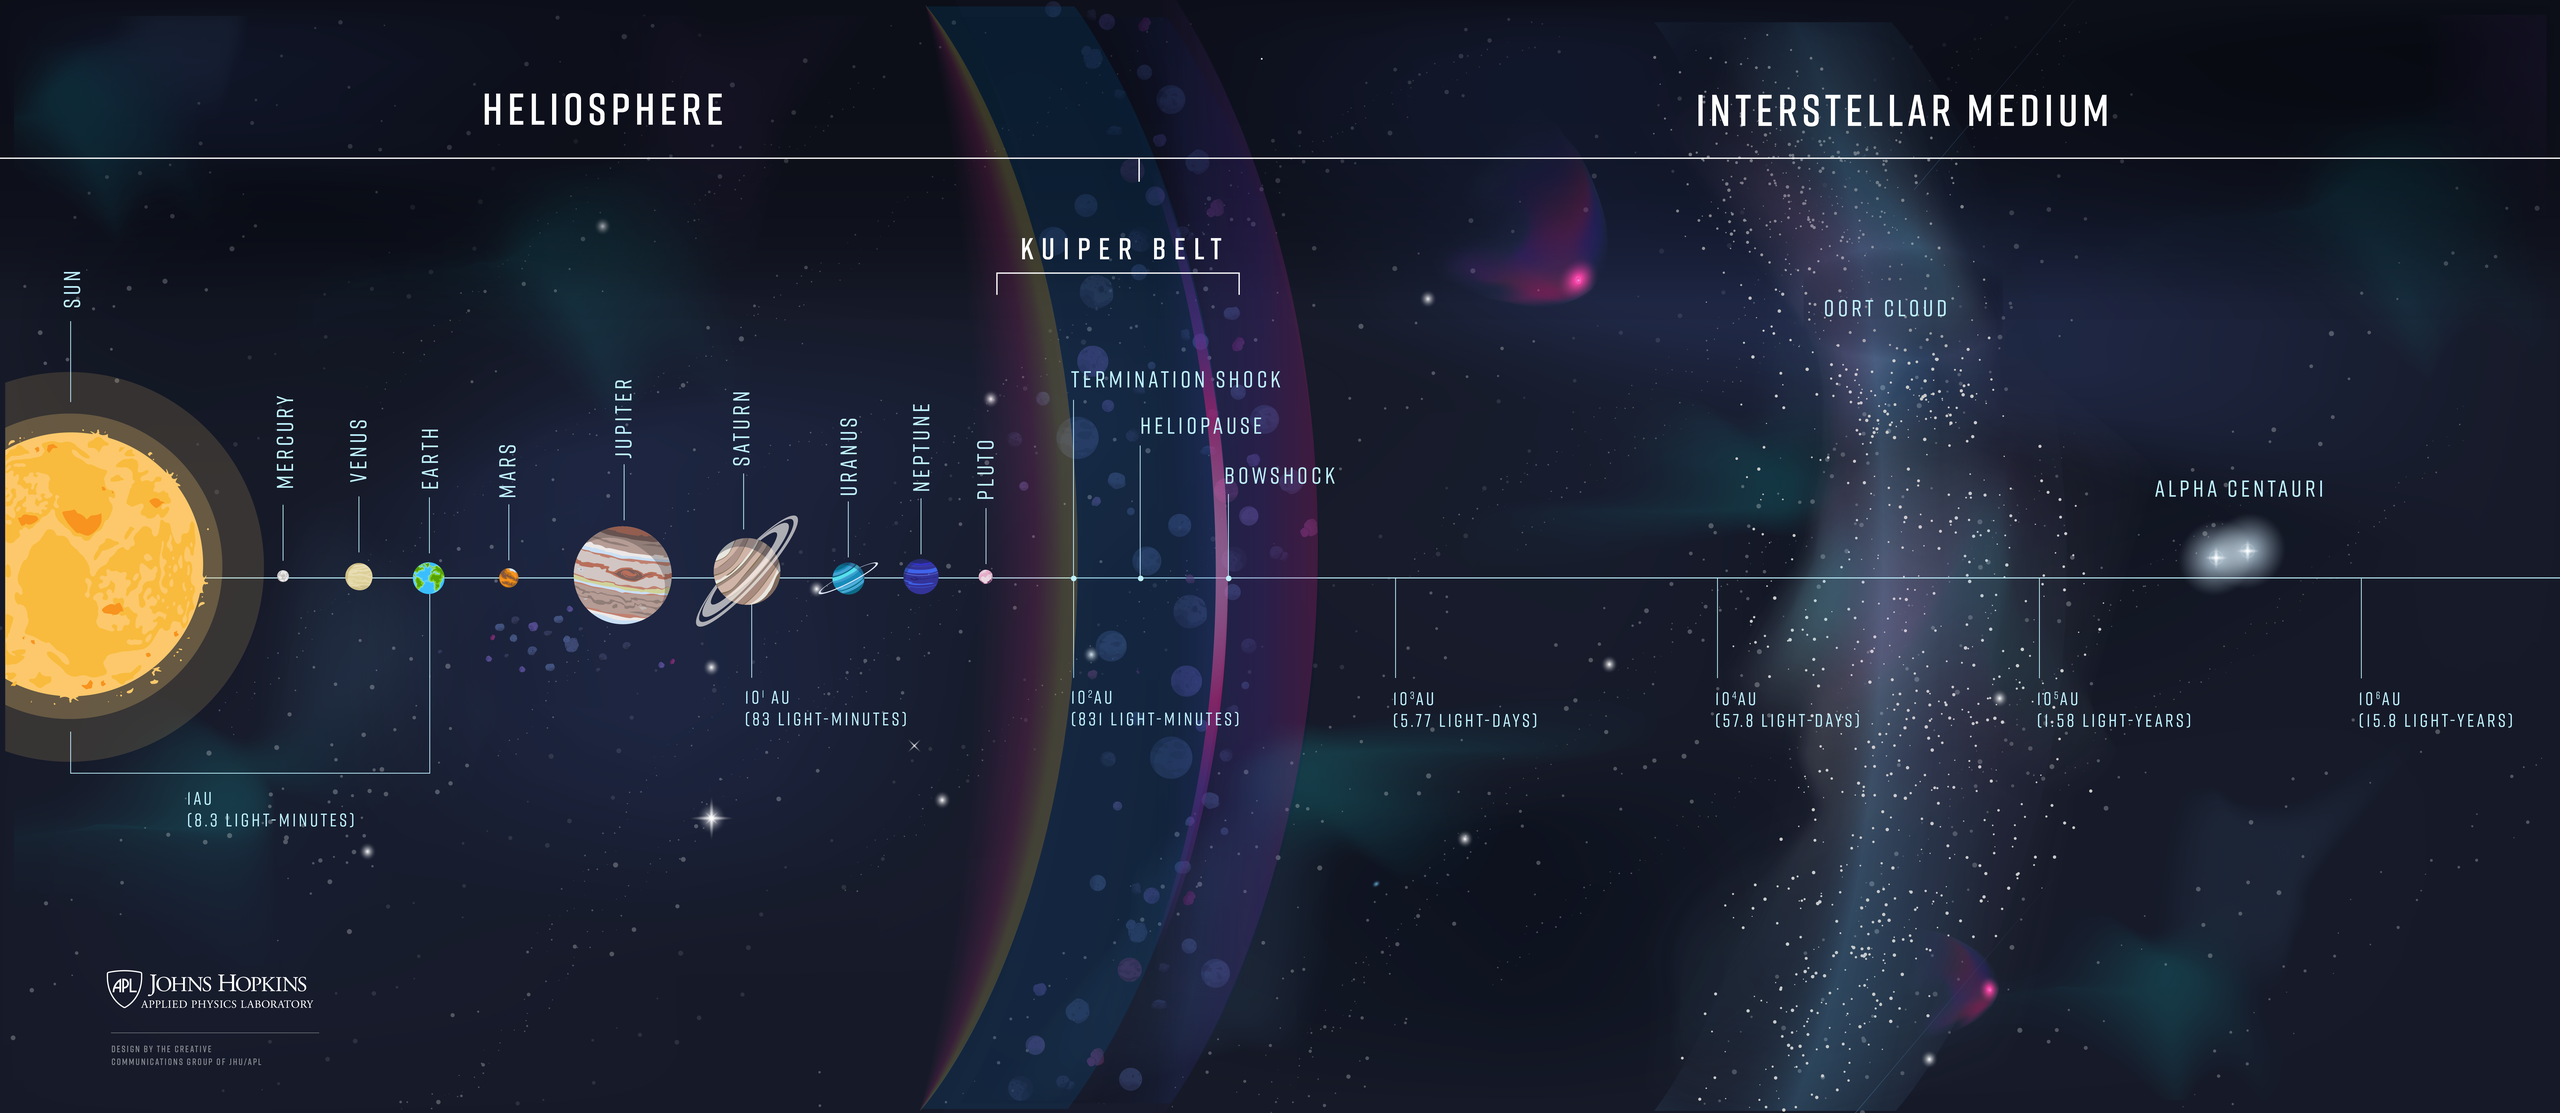 HELIOSPHERE
INTERSTELLAR MEDIUM
KUIPER BELT
SUN
MERCURY
VENUS
EARTH
MARS
JUPITER
SATURN
URANUS
NEPTUNE
PLUTO
TERMINATION SHOCK
HELIOPAUSE
BOWSHOCK
OORT CLOUD
ALPHA CENTAURI
1AU
(8.3 LIGHT-MINUTES)
10¹ AU
(83 LIGHT-MINUTES)
10²AU
(831 LIGHT-MINUTES)
10³AU
(5.77 LIGHT-DAYS)
10⁴AU
(57.8 LIGHT-DAYS)
10⁵AU
(1.58 LIGHT-YEARS)
10⁶AU
(15.8 LIGHT-YEARS)
APL
JOHNS HOPKINS
APPLIED PHYSICS LABORATORY
DESIGN BY THE CREATIVE
COMMUNICATIONS GROUP OF JHU/APL